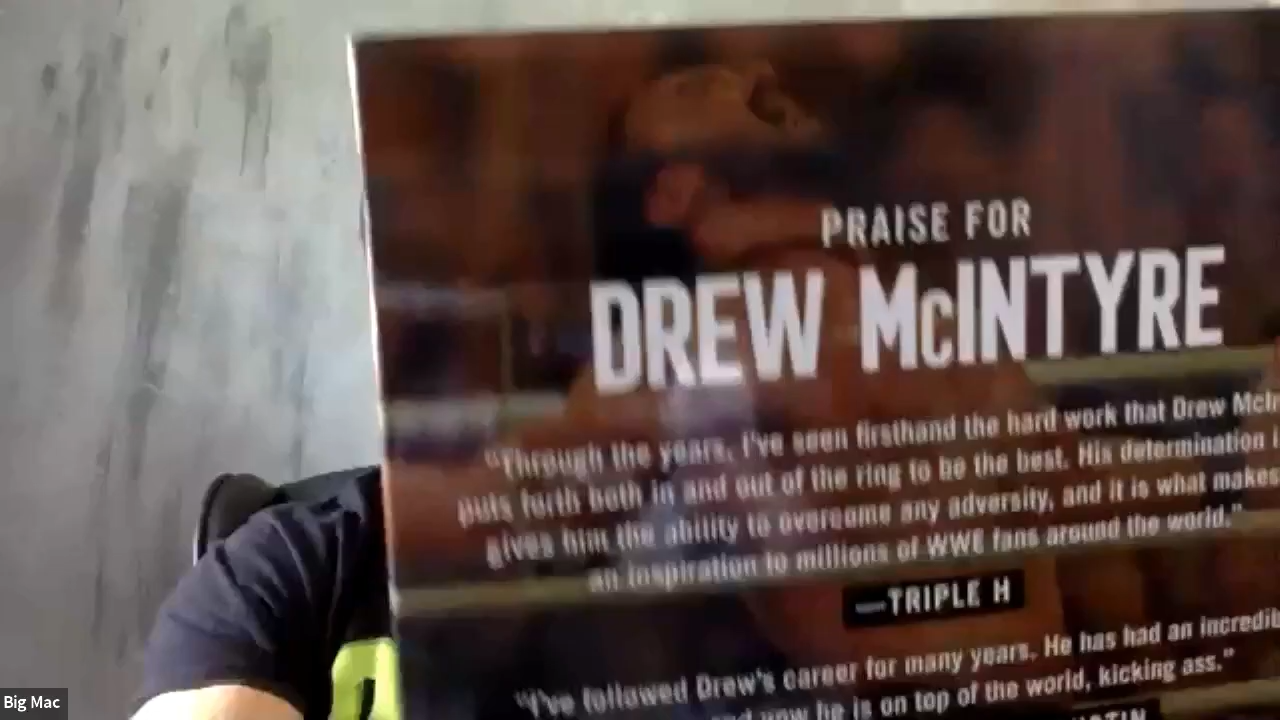 PRAISE FOR
DREW McINTYRE
"Through the years, I've seen firsthand the hard work that Drew McIn
puts forth both in and out of the ring to be the best. His determination
gives him the ability to overcome any adversity, and it is what makes
an inspiration to millions of WWE fans around the world."
—TRIPLE H
"I've followed Drew's career for many years. He has had an incredib
and now he is on top of the world, kicking ass."
Big Mac